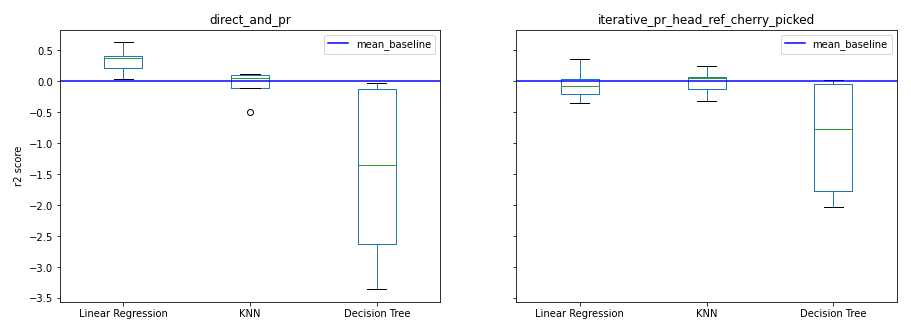 direct_and_pr
iterative_pr_head_ref_cherry_picked
mean_baseline
mean_baseline
r2 score
0.5
0.0
−0.5
−1.0
−1.5
−2.0
−2.5
−3.0
−3.5
Linear Regression
KNN
Decision Tree
Linear Regression
KNN
Decision Tree